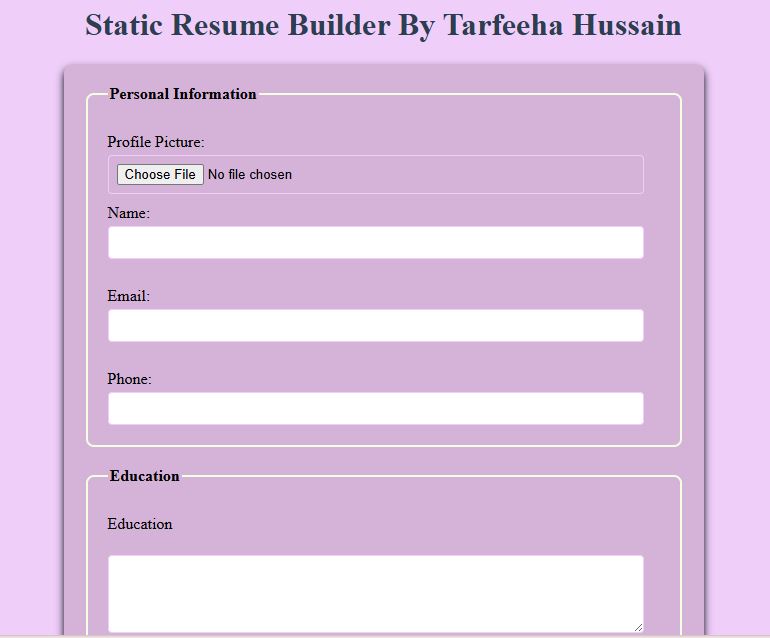 Static Resume Builder By Tarfeeha Hussain
Personal Information
Profile Picture:
Choose File No file chosen
Name:
Email:
Phone:
Education
Education